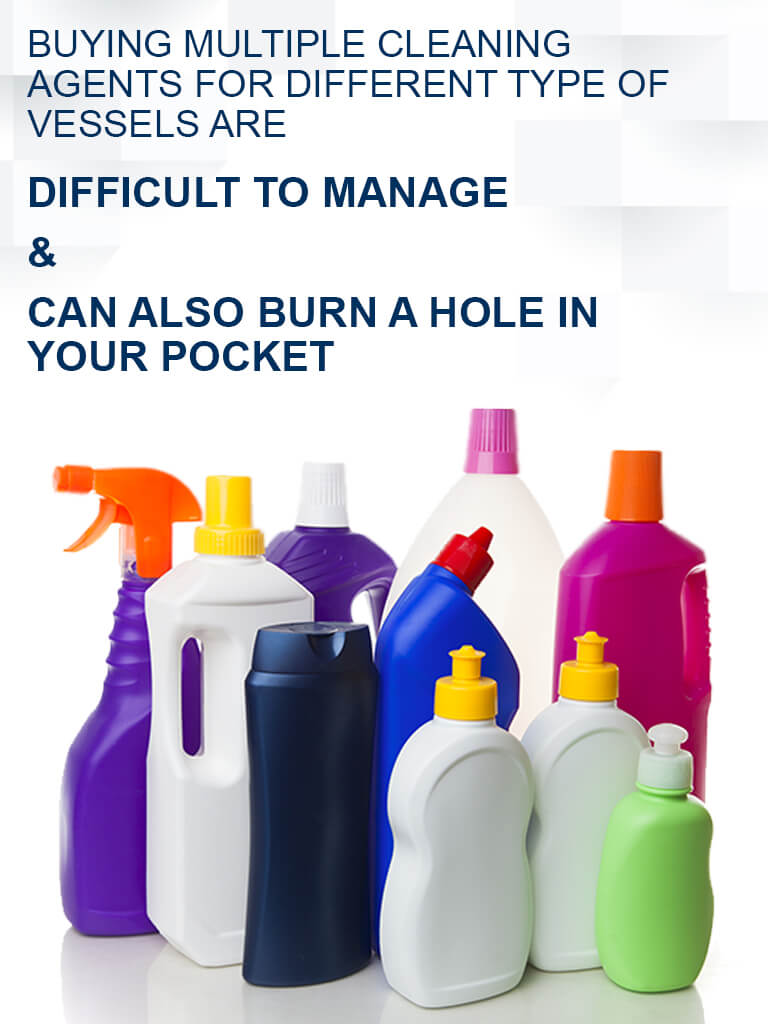 BUYING MULTIPLE CLEANING
AGENTS FOR DIFFERENT TYPE OF
VESSELS ARE
DIFFICULT TO MANAGE
&
CAN ALSO BURN A HOLE IN
YOUR POCKET